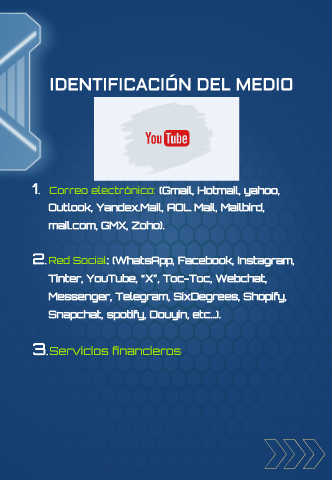 IDENTIFICACIÓN DEL MEDIO
YouTube
1. Correo electrónico: (Gmail, Hotmail, yahoo,
Outlook, Yandex.Mail, AOL Mail, Mailbird,
mail.com, GMX, Zoho).
2. Red Social: (WhatsApp, Facebook, Instagram,
Tinter, YouTube, "X", Toc-Toc, Webchat,
Messenger, Telegram, SixDegrees, Shopify,
Snapchat, spotify, Douyin, etc...).
3. Servicios financieros